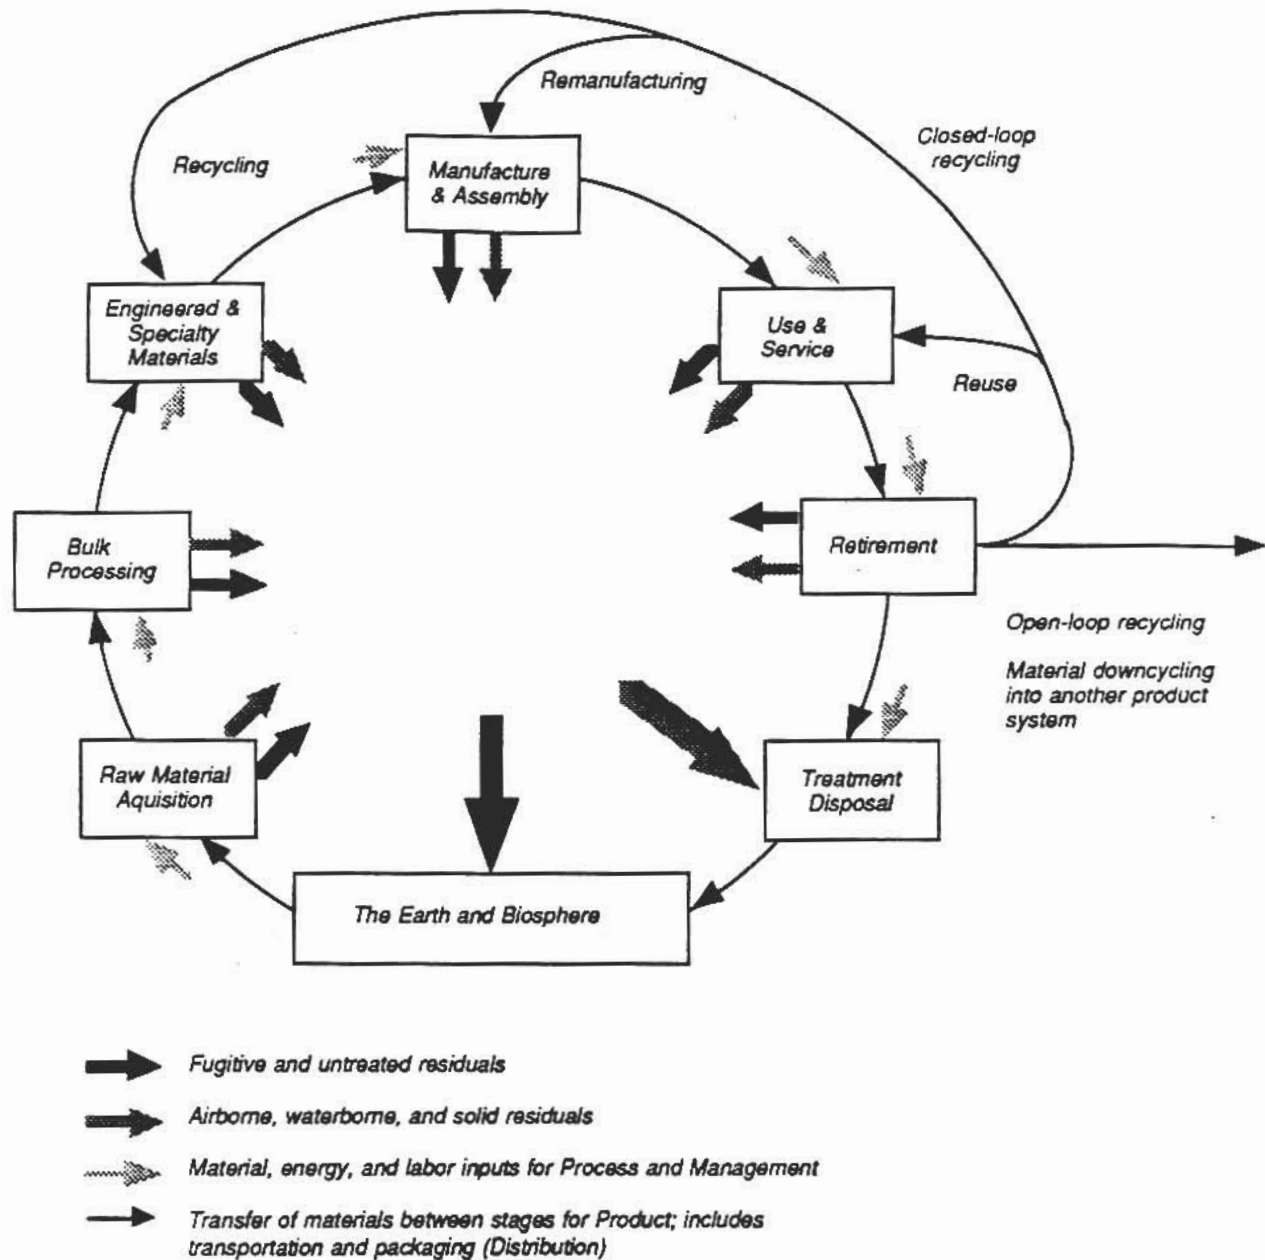 Remanufacturing
Closed-loop
recycling
Recycling
Manufacture
& Assembly
Engineered &
Specialty
Materials
Use &
Service
Reuse
Bulk
Processing
Retirement
Open-loop recycling
Material downcycling
into another product
system
Raw Material
Aquisition
Treatment
Disposal
The Earth and Biosphere
Fugitive and untreated residuals
Airborne, waterborne, and solid residuals
Material, energy, and labor inputs for Process and Management
Transfer of materials between stages for Product; includes
transportation and packaging (Distribution)